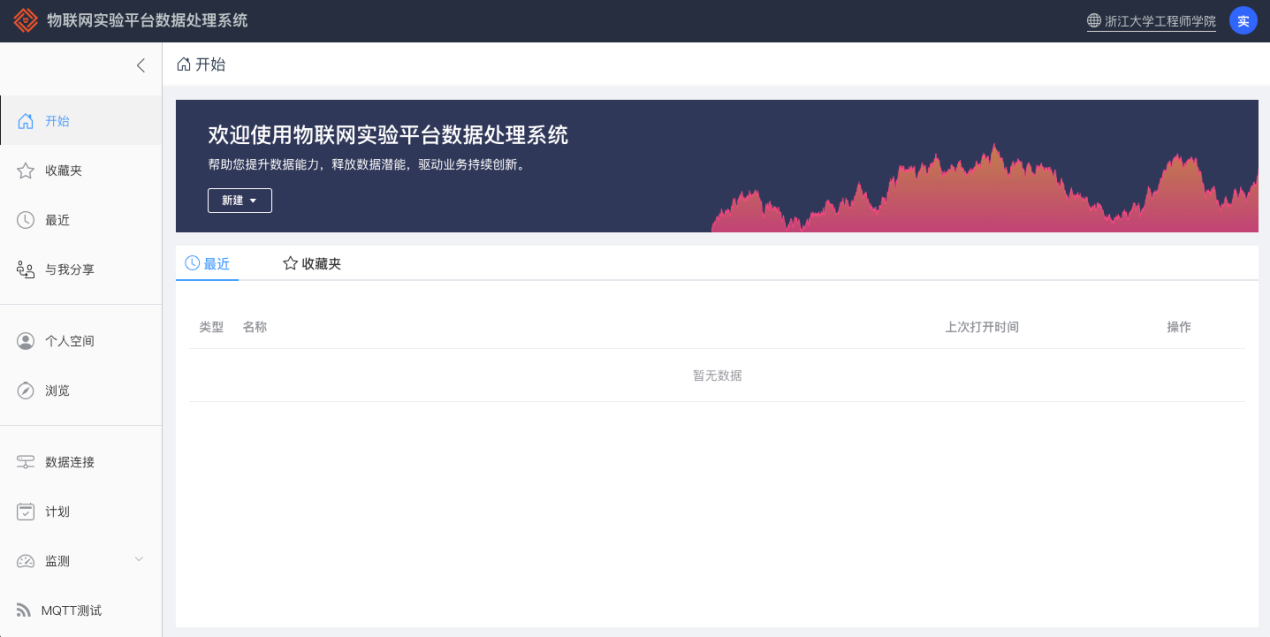 物联网实验平台数据处理系统
浙江大学工程师学院
实
开始
收藏夹
最近
与我分享
个人空间
浏览
数据连接
计划
监测
MQTT测试
开始
欢迎使用物联网实验平台数据处理系统
帮助您提升数据能力，释放数据潜能，驱动业务持续创新。
新建
最近 收藏夹
类型 名称 上次打开时间 操作
暂无数据